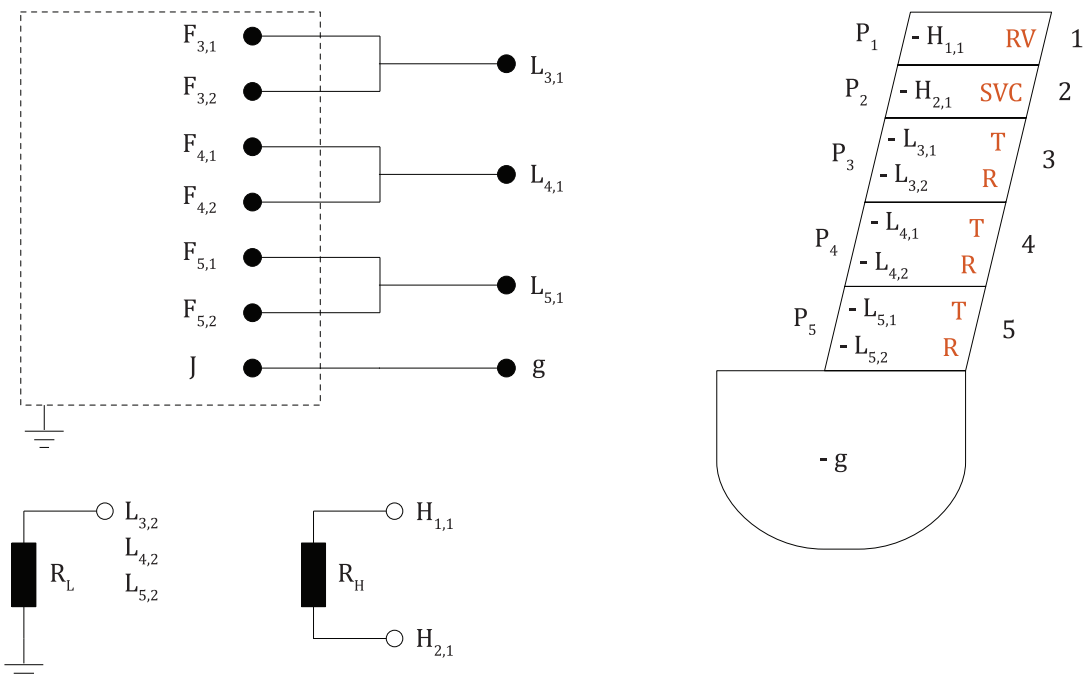 F3,1
F3,2
L3,1
F4,1
F4,2
L4,1
F5,1
F5,2
L5,1
J
g
RL
L3,2
L4,2
L5,2
RH
H1,1
H2,1
P1 - H1,1 RV 1
P2 - H2,1 SVC 2
P3 - L3,1 T 3
- L3,2 R
P4 - L4,1 T 4
- L4,2 R
P5 - L5,1 T 5
- L5,2 R
- g